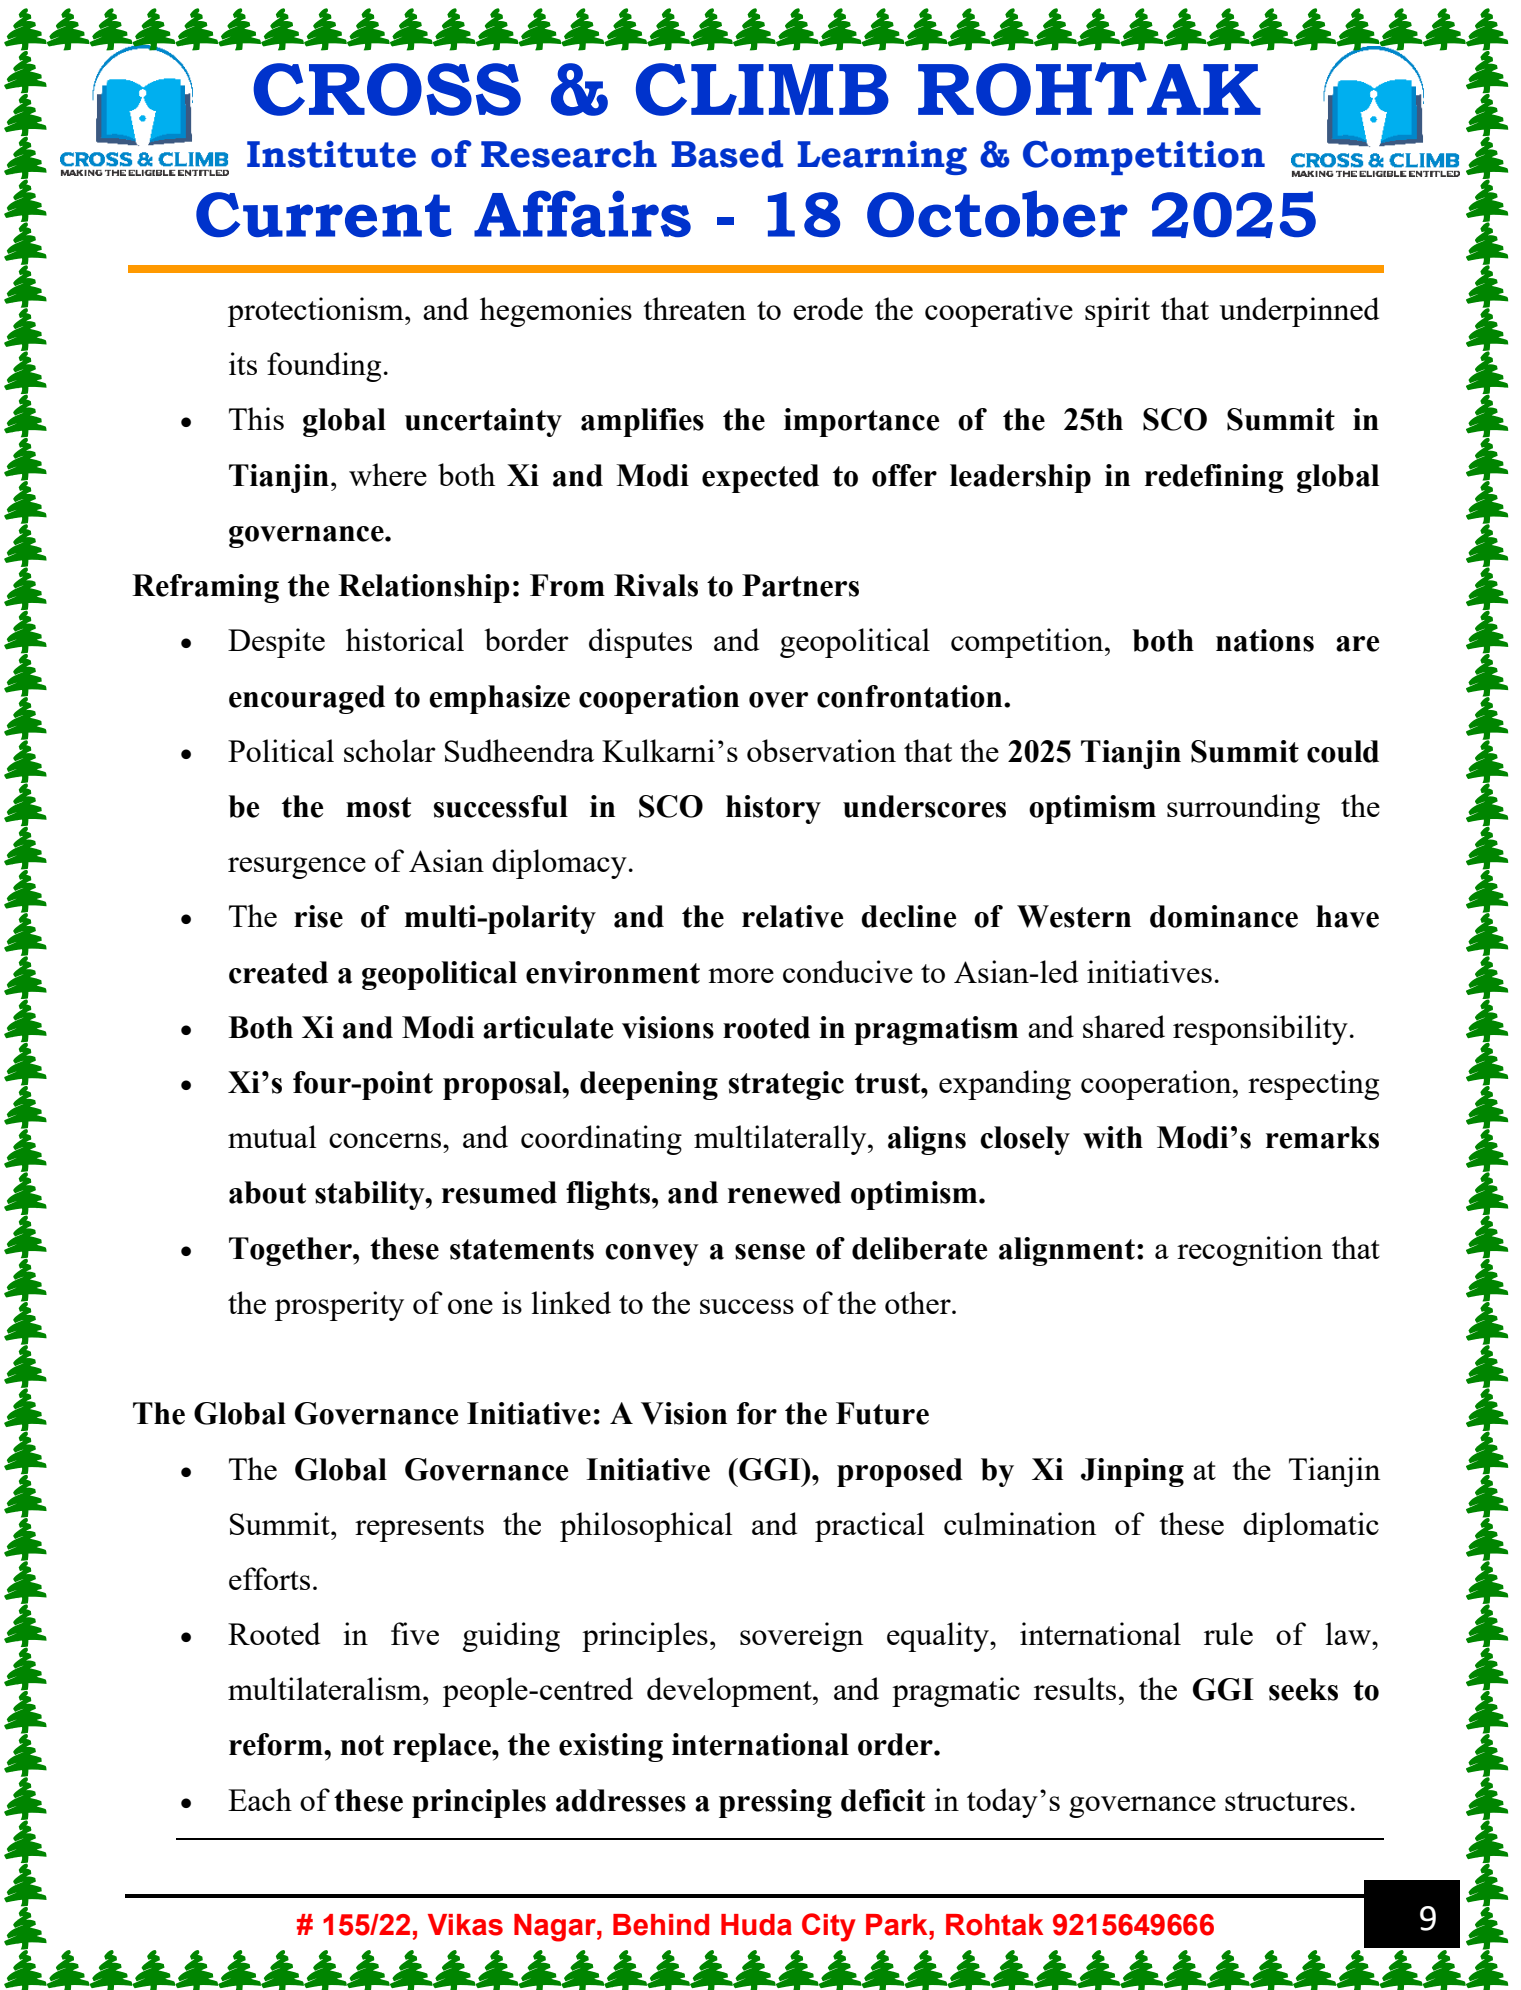 CROSS & CLIMB ROHTAK
CROSS & CLIMB
MAKING THE ELIGIBLE ENTITLED
Institute of Research Based Learning & Competition
CROSS & CLIMB
MAKING THE ELIGIBLE ENTITLED
Current Affairs - 18 October 2025
protectionism, and hegemonies threaten to erode the cooperative spirit that underpinned
its founding.
• This global uncertainty amplifies the importance of the 25th SCO Summit in
Tianjin, where both Xi and Modi expected to offer leadership in redefining global
governance.
Reframing the Relationship: From Rivals to Partners
• Despite historical border disputes and geopolitical competition, both nations are
encouraged to emphasize cooperation over confrontation.
• Political scholar Sudheendra Kulkarni’s observation that the 2025 Tianjin Summit could
be the most successful in SCO history underscores optimism surrounding the
resurgence of Asian diplomacy.
• The rise of multi-polarity and the relative decline of Western dominance have
created a geopolitical environment more conducive to Asian-led initiatives.
• Both Xi and Modi articulate visions rooted in pragmatism and shared responsibility.
• Xi’s four-point proposal, deepening strategic trust, expanding cooperation, respecting
mutual concerns, and coordinating multilaterally, aligns closely with Modi’s remarks
about stability, resumed flights, and renewed optimism.
• Together, these statements convey a sense of deliberate alignment: a recognition that
the prosperity of one is linked to the success of the other.
The Global Governance Initiative: A Vision for the Future
• The Global Governance Initiative (GGI), proposed by Xi Jinping at the Tianjin
Summit, represents the philosophical and practical culmination of these diplomatic
efforts.
• Rooted in five guiding principles, sovereign equality, international rule of law,
multilateralism, people-centred development, and pragmatic results, the GGI seeks to
reform, not replace, the existing international order.
• Each of these principles addresses a pressing deficit in today’s governance structures.
# 155/22, Vikas Nagar, Behind Huda City Park, Rohtak 9215649666
9